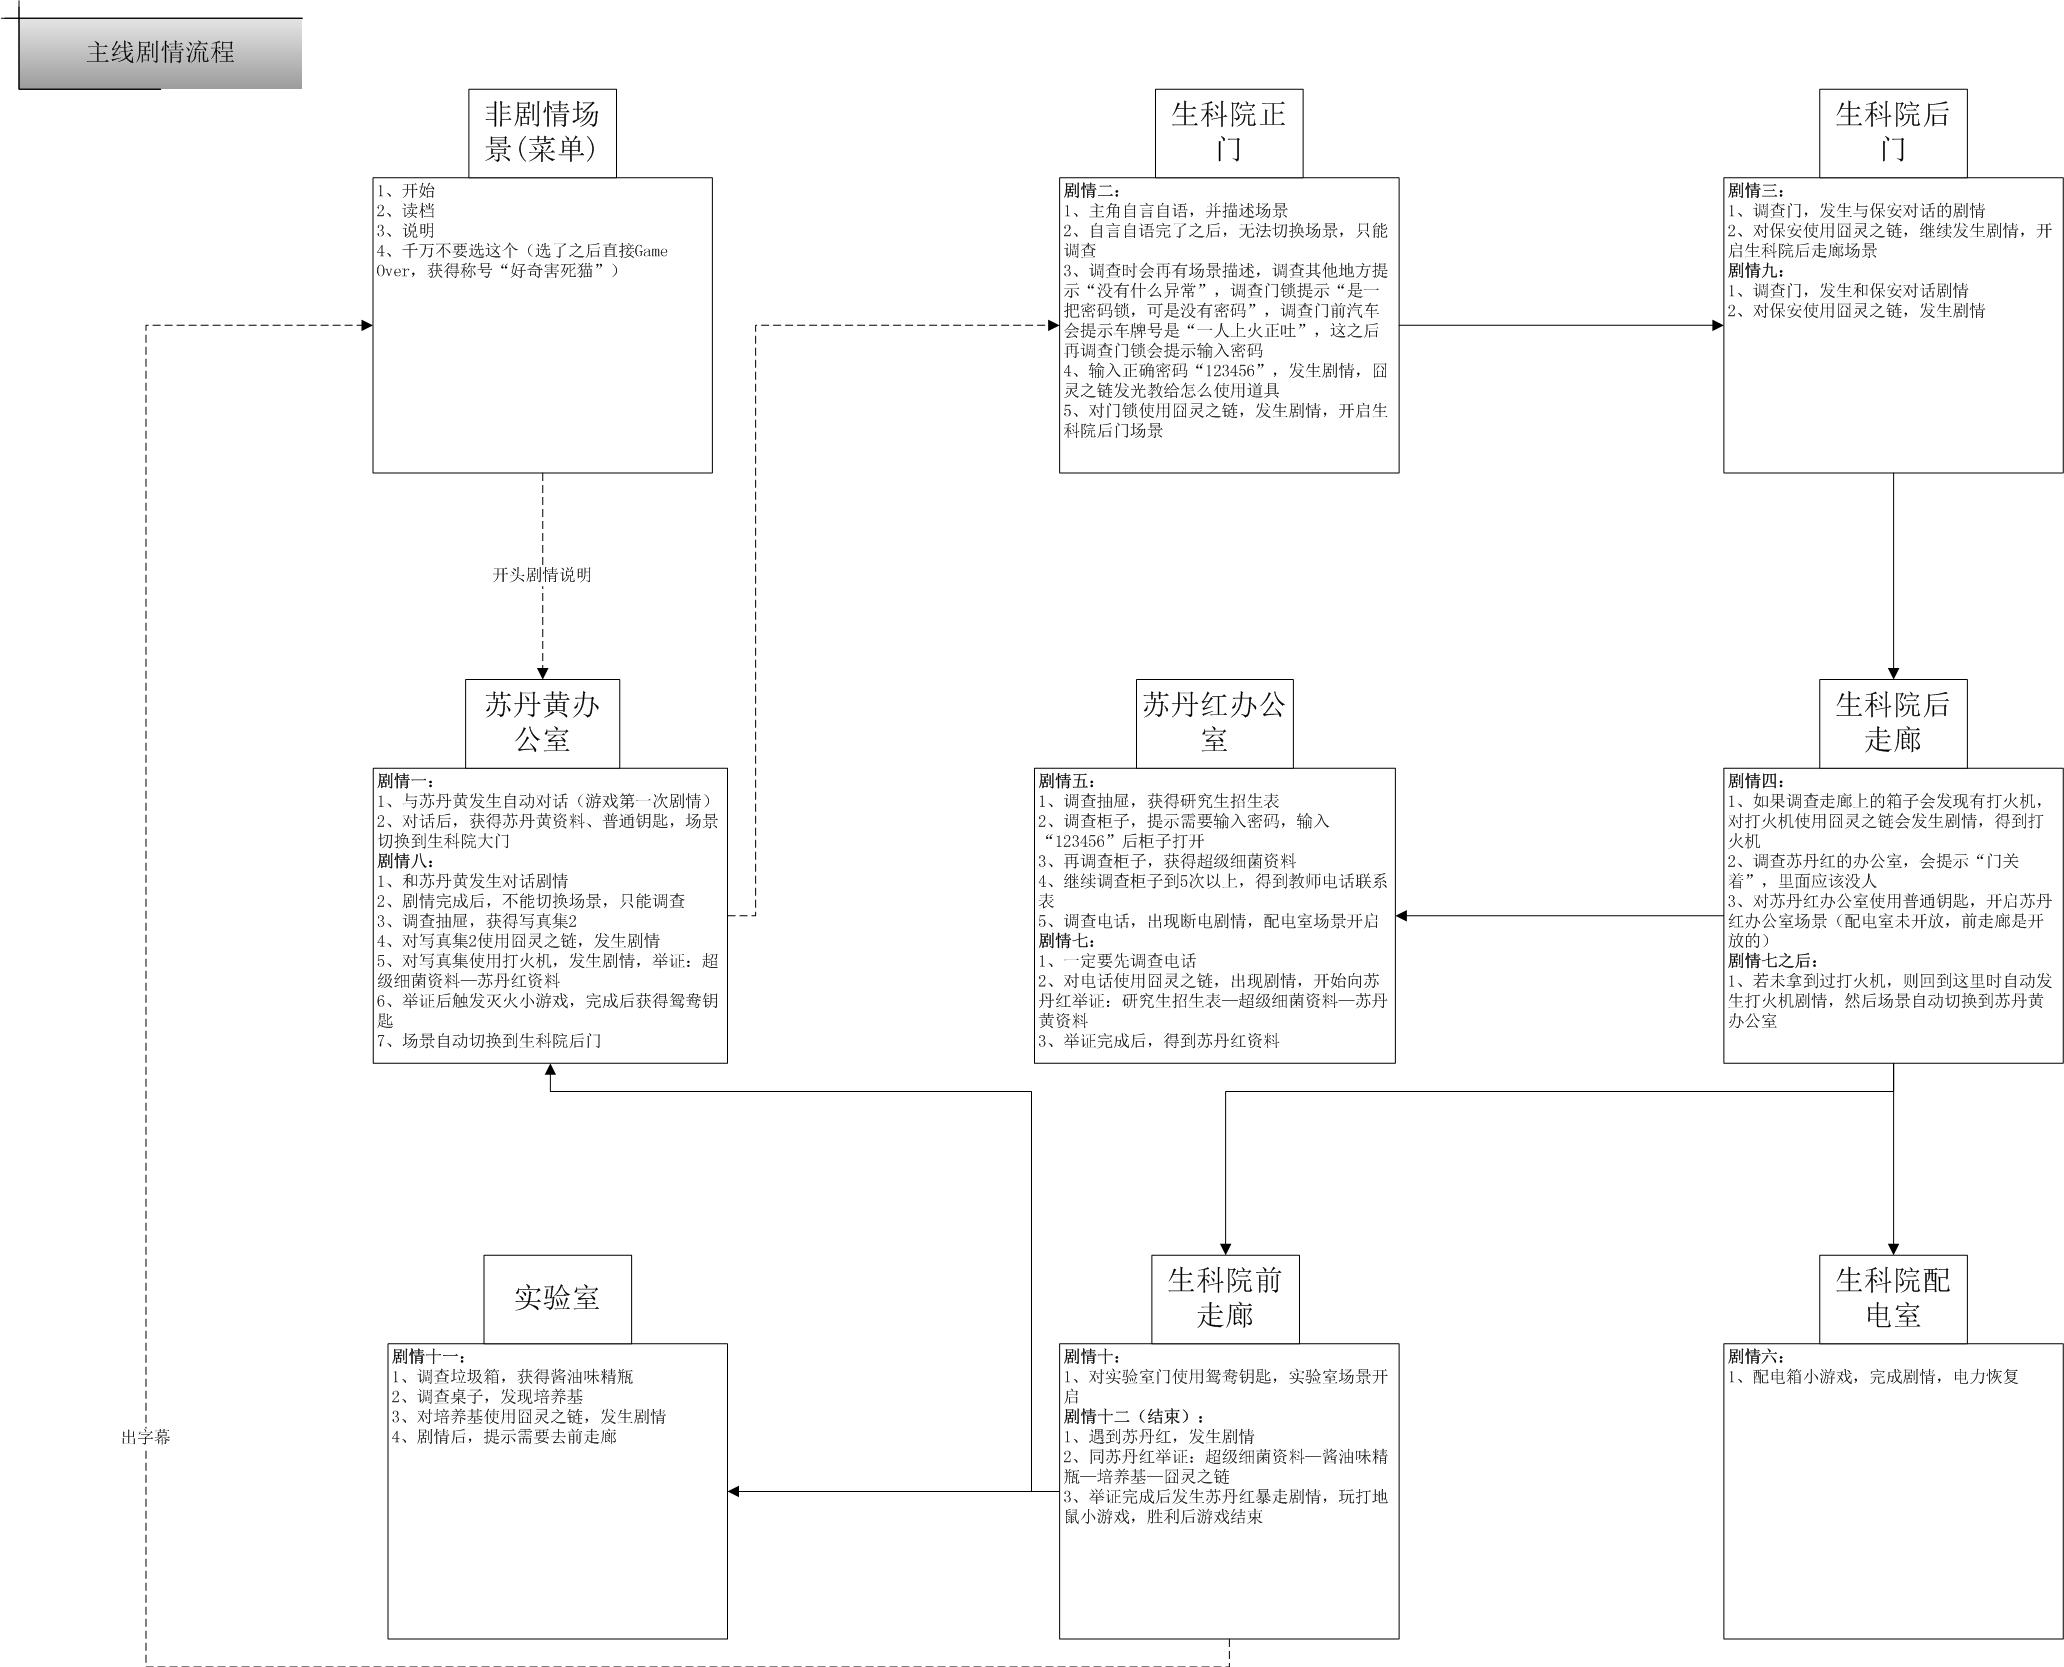 主线剧情流程
非剧情场
景(菜单)
1、开始
2、读档
3、说明
4、千万不要选这个（选了之后直接Game
Over，获得称号“好奇害死猫”）
生科院正
门
剧情二：
1、主角自言自语，并描述场景
2、自言自语完了之后，无法切换场景，只能
调查
3、调查时会再有场景描述，调查其他地方提
示“没有什么异常”，调查门锁提示“是一
把密码锁，可是没有密码”，调查门前汽车
会提示车牌号是“一人上火正吐”，这之后
再调查门锁会提示输入密码
4、输入正确密码“123456”，发生剧情，囧
灵之链发光教给怎么使用道具
5、对门锁使用囧灵之链，发生剧情，开启生
科院后门场景
生科院后
门
剧情三：
1、调查门，发生与保安对话的剧情
2、对保安使用囧灵之链，继续发生剧情，开
启生科院后走廊场景
剧情九：
1、调查门，发生和保安对话剧情
2、对保安使用囧灵之链，发生剧情
开头剧情说明
苏丹黄办
公室
剧情一：
1、与苏丹黄发生自动对话（游戏第一次剧情）
2、对话后，获得苏丹黄资料、普通钥匙，场景
切换到生科院大门
剧情八：
1、和苏丹黄发生对话剧情
2、剧情完成后，不能切换场景，只能调查
3、调查抽屉，获得写真集2
4、对写真集2使用囧灵之链，发生剧情
5、对写真集使用打火机，发生剧情，举证：超
级细菌资料—苏丹红资料
6、举证后触发灭火小游戏，完成后获得鸳鸯钥
匙
7、场景自动切换到生科院后门
苏丹红办公
室
剧情五：
1、调查抽屉，获得研究生招生表
2、调查柜子，提示需要输入密码，输入
“123456”后柜子打开
3、再调查柜子，获得超级细菌资料
4、继续调查柜子到5次以上，得到教师电话联系
表
5、调查电话，出现断电剧情，配电室场景开启
剧情七：
1、一定要先调查电话
2、对电话使用囧灵之链，出现剧情，开始向苏
丹红举证：研究生招生表—超级细菌资料—苏丹
黄资料
3、举证完成后，得到苏丹红资料
生科院后
走廊
剧情四：
1、如果调查走廊上的箱子会发现有打火机，
对打火机使用囧灵之链会发生剧情，得到打
火机
2、调查苏丹红的办公室，会提示“门关
着”，里面应该没人
3、对苏丹红办公室使用普通钥匙，开启苏丹
红办公室场景（配电室未开放，前走廊是开
放的）
剧情七之后：
1、若未拿到过打火机，则回到这里时自动发
生打火机剧情，然后场景自动切换到苏丹黄
办公室
实验室
剧情十一：
1、调查垃圾箱，获得酱油味精瓶
2、调查桌子，发现培养基
3、对培养基使用囧灵之链，发生剧情
4、剧情后，提示需要去前走廊
生科院前
走廊
剧情十：
1、对实验室门使用鸳鸯钥匙，实验室场景开
启
剧情十二（结束）：
1、遇到苏丹红，发生剧情
2、同苏丹红举证：超级细菌资料—酱油味精
瓶—培养基—囧灵之链
3、举证完成后发生苏丹红暴走剧情，玩打地
鼠小游戏，胜利后游戏结束
生科院配
电室
剧情六：
1、配电箱小游戏，完成剧情，电力恢复
出字幕